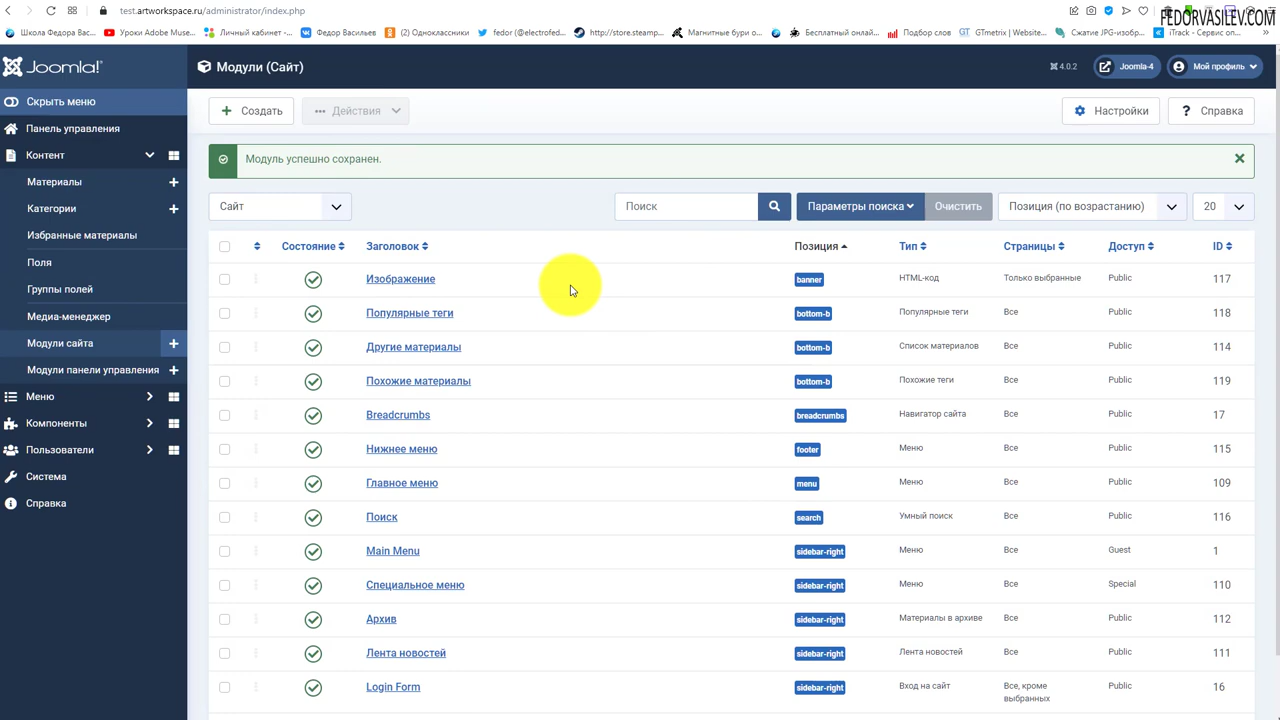 test.artworkspace.ru/administrator/index.php
FEDORVASILEV.COM
Школа Федора Вас... Уроки Adobe Muse... Личный кабинет -... Федор Васильев (2) Одноклассники fedor (@electrofed... http://store.steamp... Магнитные бури о... Бесплатный онлай... Подбор слов GTmetrix | Website... Сжатие JPG-изобр... iTrack - Сервис оп...
Joomla! Модули (Сайт) 4.0.2 Joomla-4 Мой профиль
Скрыть меню
Панель управления
Контент
Материалы
Категории
Избранные материалы
Поля
Группы полей
Медиа-менеджер
Модули сайта
Модули панели управления
Меню
Компоненты
Пользователи
Система
Справка
Создать Действия Настройки Справка
Модуль успешно сохранен.
Сайт Поиск Параметры поиска Очистить Позиция (по возрастанию) 20
Состояние Заголовок Позиция Тип Страницы Доступ ID
Изображение banner HTML-код Только выбранные Public 117
Популярные теги bottom-b Популярные теги Все Public 118
Другие материалы bottom-b Список материалов Все Public 114
Похожие материалы bottom-b Похожие теги Все Public 119
Breadcrumbs breadcrumbs Навигатор сайта Все Public 17
Нижнее меню footer Меню Все Public 115
Главное меню menu Меню Все Public 109
Поиск search Умный поиск Все Public 116
Main Menu sidebar-right Меню Все Guest 1
Специальное меню sidebar-right Меню Все Special 110
Архив sidebar-right Материалы в архиве Все Public 112
Лента новостей sidebar-right Лента новостей Все Public 111
Login Form sidebar-right Вход на сайт Все, кроме выбранных Public 16